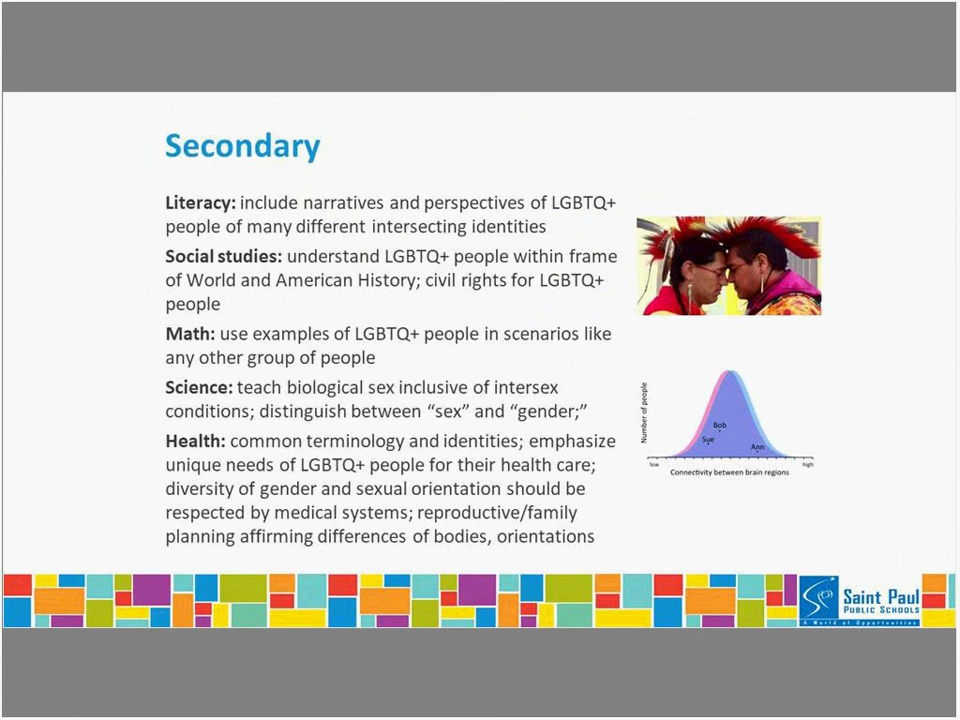 Secondary
Literacy: include narratives and perspectives of LGBTQ+
people of many different intersecting identities
Social studies: understand LGBTQ+ people within frame
of World and American History; civil rights for LGBTQ+
people
Math: use examples of LGBTQ+ people in scenarios like
any other group of people
Science: teach biological sex inclusive of intersex
conditions; distinguish between “sex” and “gender;”
Health: common terminology and identities; emphasize
unique needs of LGBTQ+ people for their health care;
diversity of gender and sexual orientation should be
respected by medical systems; reproductive/family
planning affirming differences of bodies, orientations
Number of people
Bob
Sue
Ann
low
high
Connectivity between brain regions
Saint Paul
PUBLIC SCHOOLS
A World of Opportunities